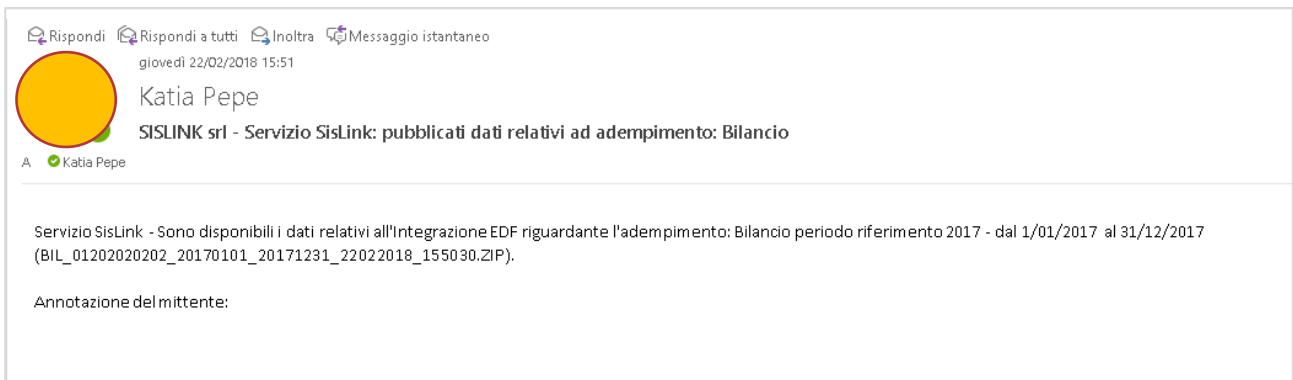 Rispondi Rispondi a tutti Inoltra Messaggio istantaneo
giovedì 22/02/2018 15:51
Katia Pepe
SISLINK srl - Servizio SisLink: pubblicati dati relativi ad adempimento: Bilancio
A Katia Pepe
Servizio SisLink - Sono disponibili i dati relativi all'Integrazione EDF riguardante l'adempimento: Bilancio periodo riferimento 2017 - dal 1/01/2017 al 31/12/2017
(BIL_01202020202_20170101_20171231_22022018_155030.ZIP).
Annotazione del mittente: